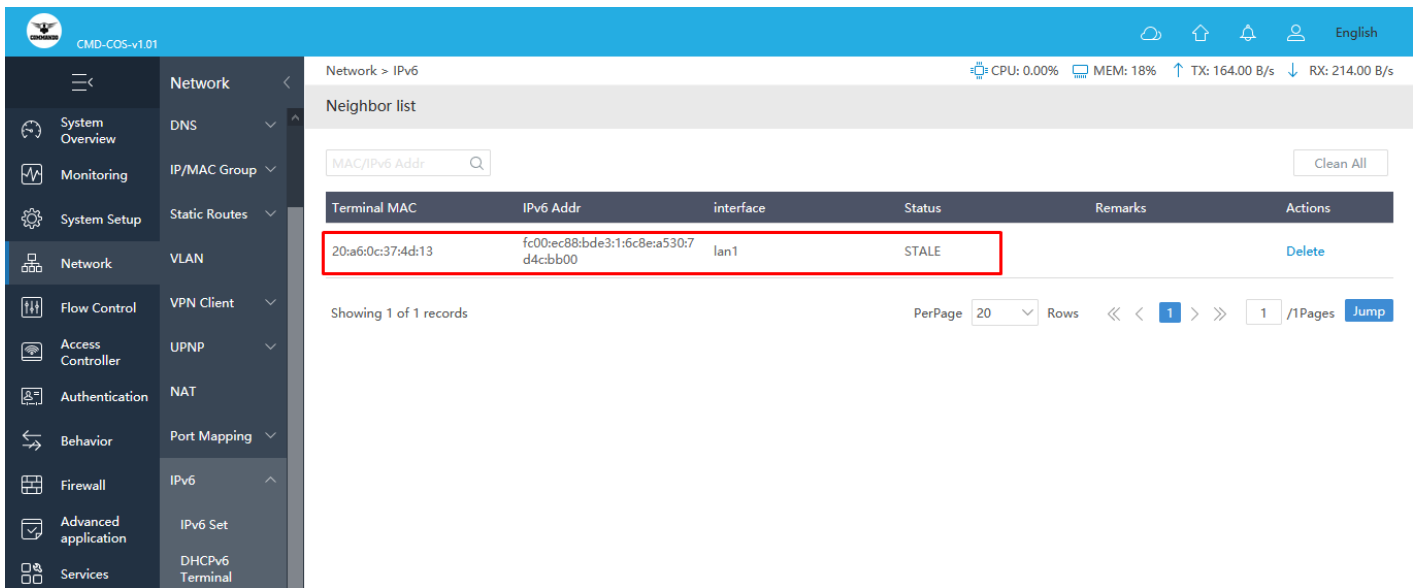 COMMANDO
CMD-COS-v1.01
English
Network
Network > IPv6
CPU: 0.00% MEM: 18% TX: 164.00 B/s RX: 214.00 B/s
Neighbor list
System
Overview
Monitoring
System Setup
Network
Flow Control
Access
Controller
Authentication
Behavior
Firewall
Advanced
application
Services
DNS
IP/MAC Group
Static Routes
VLAN
VPN Client
UPNP
NAT
Port Mapping
IPv6
IPv6 Set
DHCPv6
Terminal
MAC/IPv6 Addr
Clean All
Terminal MAC IPv6 Addr interface Status Remarks Actions
20:a6:0c:37:4d:13 fc00:ec88:bde3:1:6c8e:a530:7 lan1 STALE Delete
d4c:bb00
Showing 1 of 1 records PerPage 20 Rows << < 1 > >> 1 /1Pages Jump